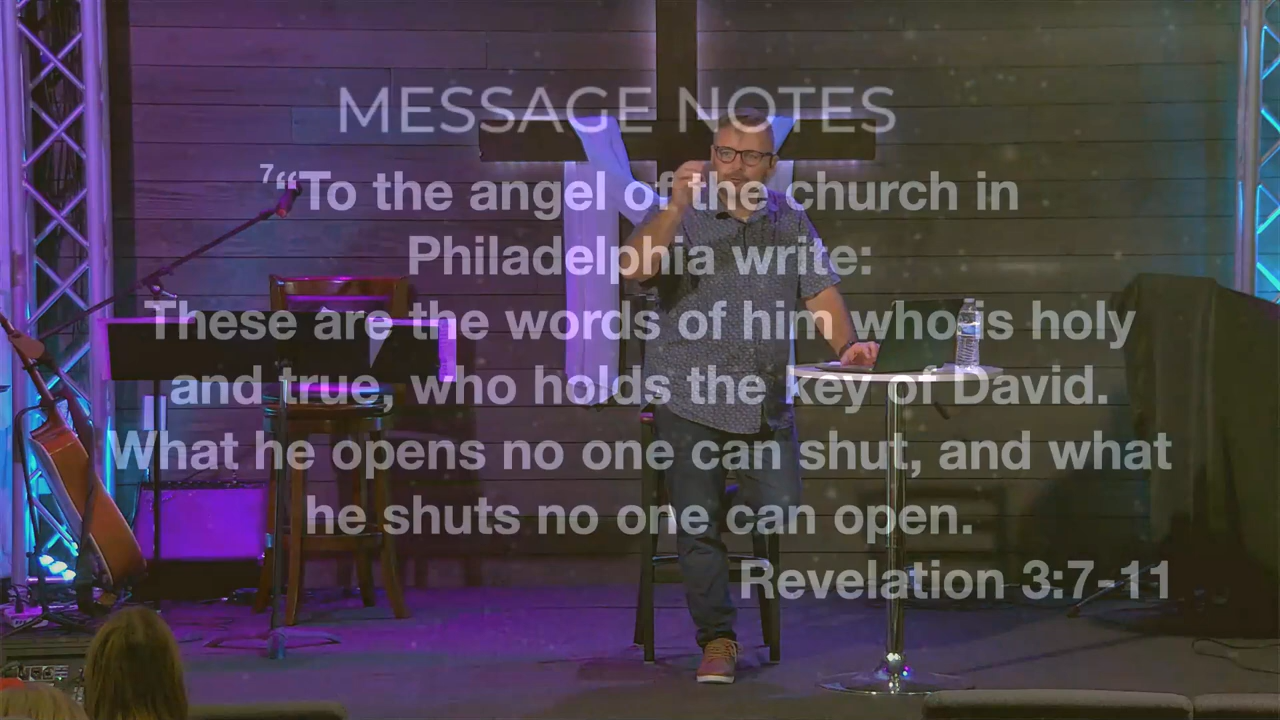 MESSAGE NOTES
7“To the angel of the church in
Philadelphia write:
These are the words of him who is holy
and true, who holds the key of David.
What he opens no one can shut, and what
he shuts no one can open.
Revelation 3:7-11